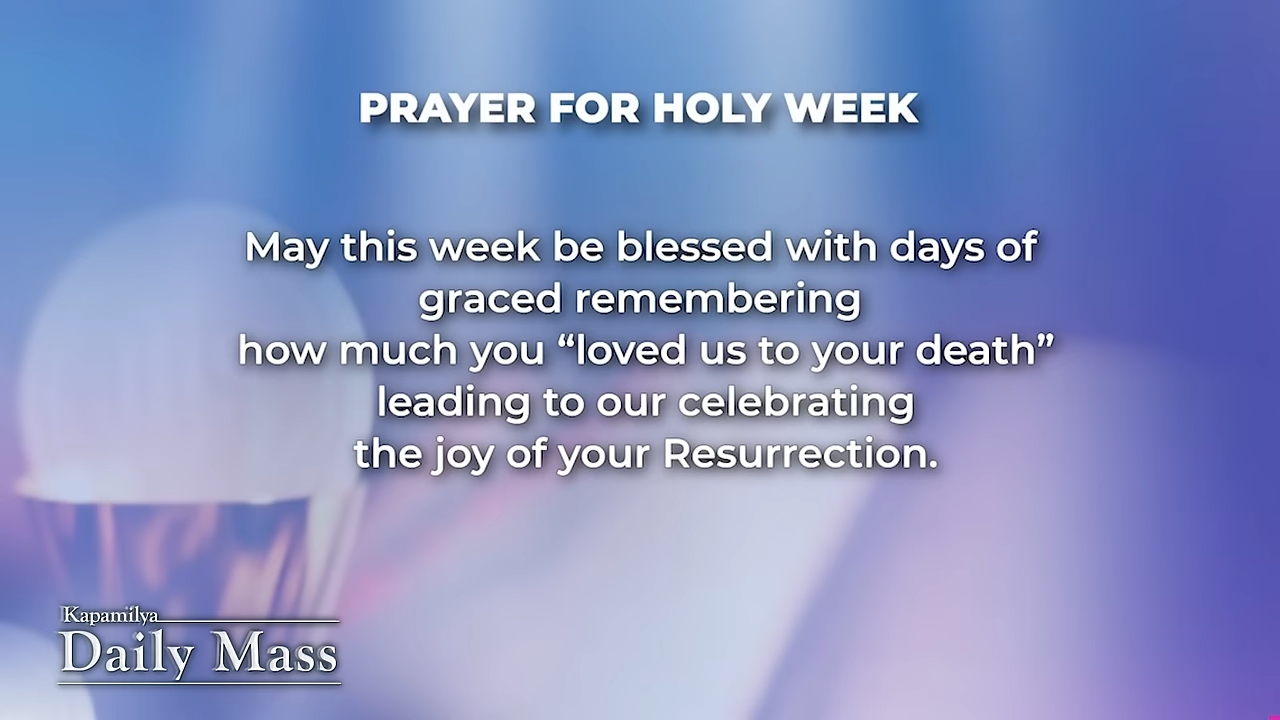 PRAYER FOR HOLY WEEK
May this week be blessed with days of
graced remembering
how much you “loved us to your death”
leading to our celebrating
the joy of your Resurrection.
Kapamilya
Daily Mass